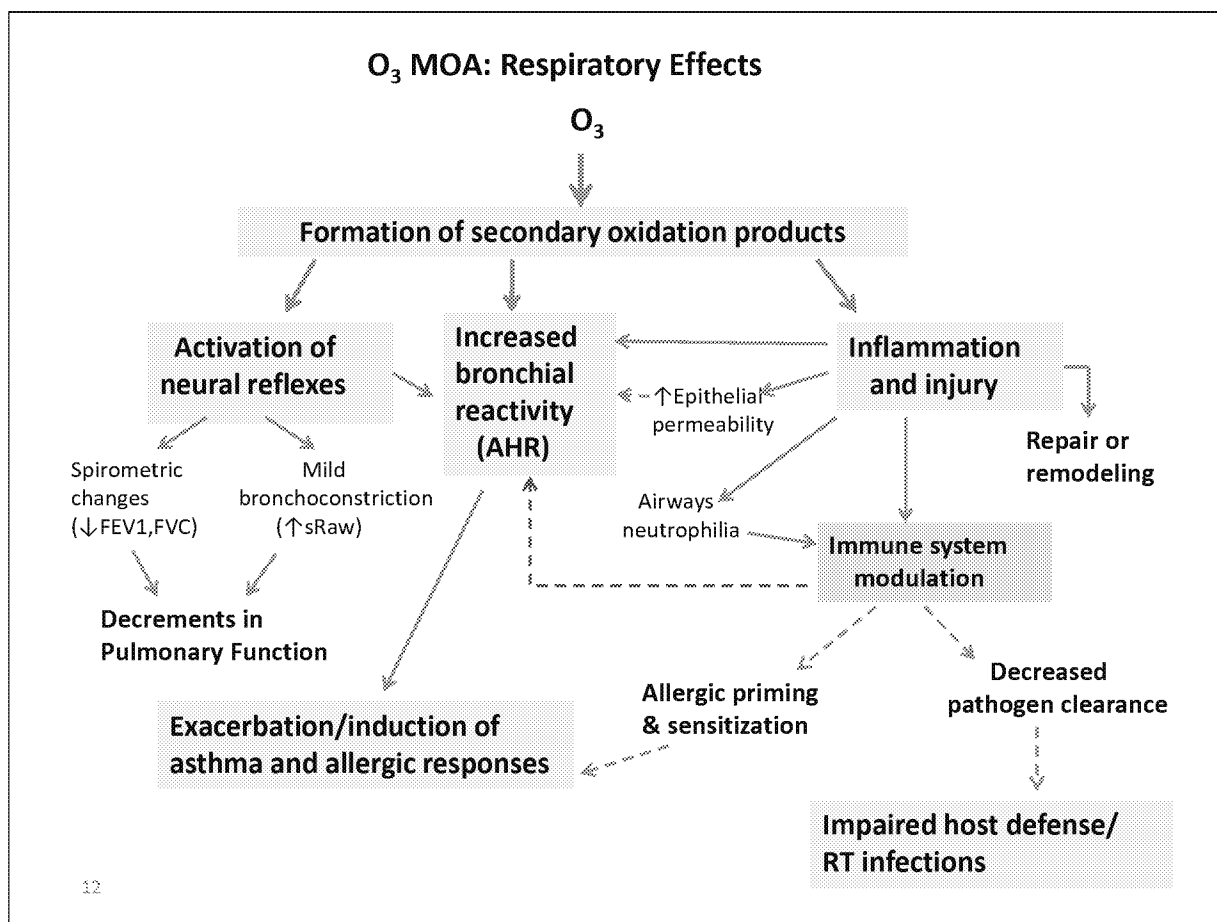 O₃ MOA: Respiratory Effects
O₃
Formation of secondary oxidation products
Activation of
neural reflexes
Increased
bronchial
reactivity
(AHR)
Inflammation
and injury
↑Epithelial
permeability
Repair or
remodeling
Spirometric
changes
(↓FEV1,FVC)
Mild
bronchoconstriction
(↑sRaw)
Airways
neutrophilia
Immune system
modulation
Decrements in
Pulmonary Function
Allergic priming
& sensitization
Decreased
pathogen clearance
Exacerbation/induction of
asthma and allergic responses
Impaired host defense/
RT infections
12